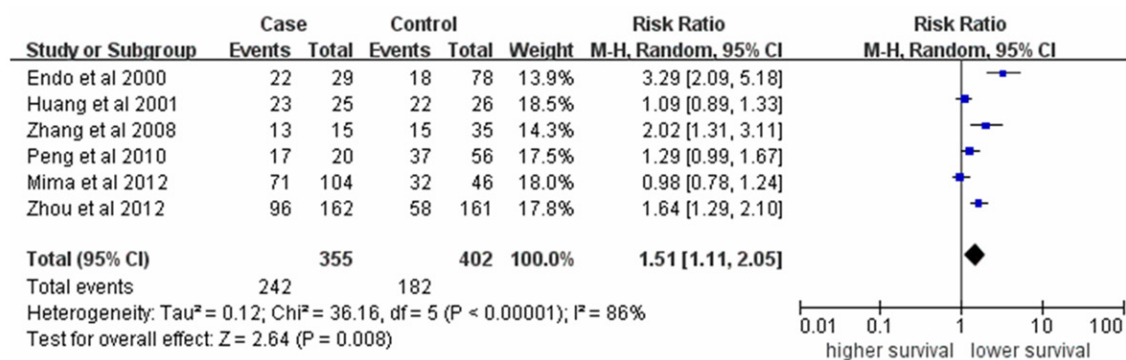 Case Control Risk Ratio Risk Ratio
Study or Subgroup Events Total Events Total Weight M-H, Random, 95% CI M-H, Random, 95% CI
Endo et al 2000 22 29 18 78 13.9% 3.29 [2.09, 5.18]
Huang et al 2001 23 25 22 26 18.5% 1.09 [0.89, 1.33]
Zhang et al 2008 13 15 15 35 14.3% 2.02 [1.31, 3.11]
Peng et al 2010 17 20 37 56 17.5% 1.29 [0.99, 1.67]
Mima et al 2012 71 104 32 46 18.0% 0.98 [0.78, 1.24]
Zhou et al 2012 96 162 58 161 17.8% 1.64 [1.29, 2.10]
Total (95% CI) 355 402 100.0% 1.51 [1.11, 2.05]
Total events 242 182
Heterogeneity: Tau² = 0.12; Chi² = 36.16, df = 5 (P < 0.00001); I² = 86%
Test for overall effect: Z = 2.64 (P = 0.008)
0.01 0.1 1 10 100
higher survival lower survival